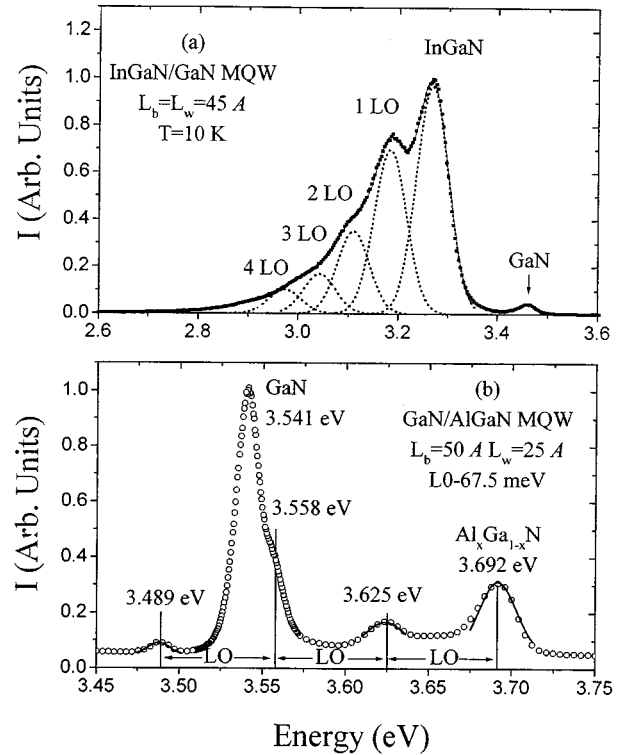 (a)
InGaN/GaN MQW
L_b=L_w=45 A
T=10 K
InGaN
1 LO
2 LO
3 LO
4 LO
GaN
I (Arb. Units)
1.0
0.8
0.6
0.4
0.2
0.0
2.6 2.8 3.0 3.2 3.4 3.6
(b)
GaN
3.541 eV
GaN/AlGaN MQW
L_b=50 A L_w=25 A
L0-67.5 meV
3.558 eV
Al_xGa_{1-x}N
3.692 eV
3.489 eV
3.625 eV
LO LO LO
I (Arb. Units)
1.0
0.8
0.6
0.4
0.2
0.0
3.45 3.50 3.55 3.60 3.65 3.70 3.75
Energy (eV)